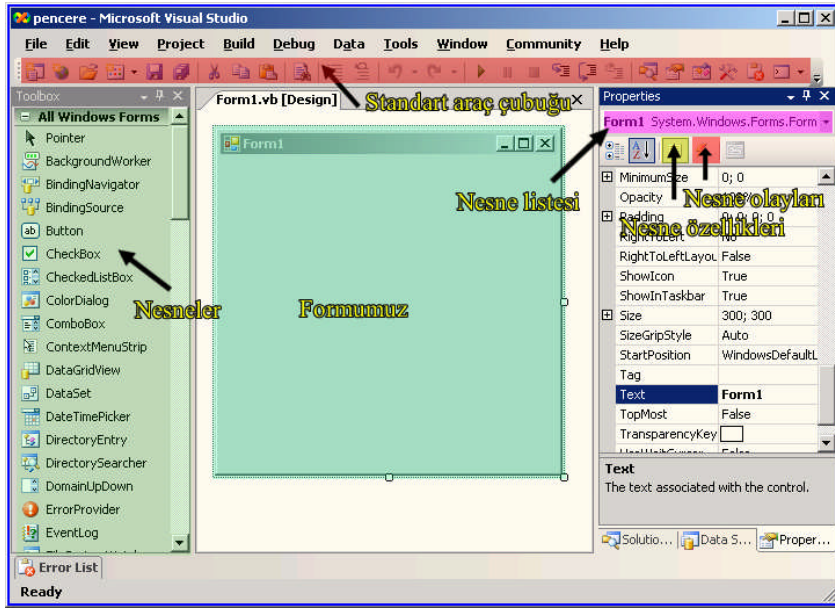 pencere - Microsoft Visual Studio
File Edit View Project Build Debug Data Tools Window Community Help
Toolbox
All Windows Forms
Pointer
BackgroundWorker
BindingNavigator
BindingSource
Button
CheckBox
CheckedListBox
ColorDialog
ComboBox
ContextMenuStrip
DataGridView
DataSet
DateTimePicker
DirectoryEntry
DirectorySearcher
DomainUpDown
ErrorProvider
EventLog
Nesneler
Form1.vb [Design]
Standart araç çubuğu
Form1
Formumuz
Nesne listesi
Properties
Form1 System.Windows.Forms.Form
Nesne olayları
Nesne özellikleri
MinimumSize 0; 0
Opacity
Padding
RightToLeft No
RightToLeftLayou False
ShowIcon True
ShowInTaskbar True
Size 300; 300
SizeGripStyle Auto
StartPosition WindowsDefaultL
Tag
Text Form1
TopMost False
TransparencyKey
Text
The text associated with the control.
Solutio... Data S... Proper...
Error List
Ready